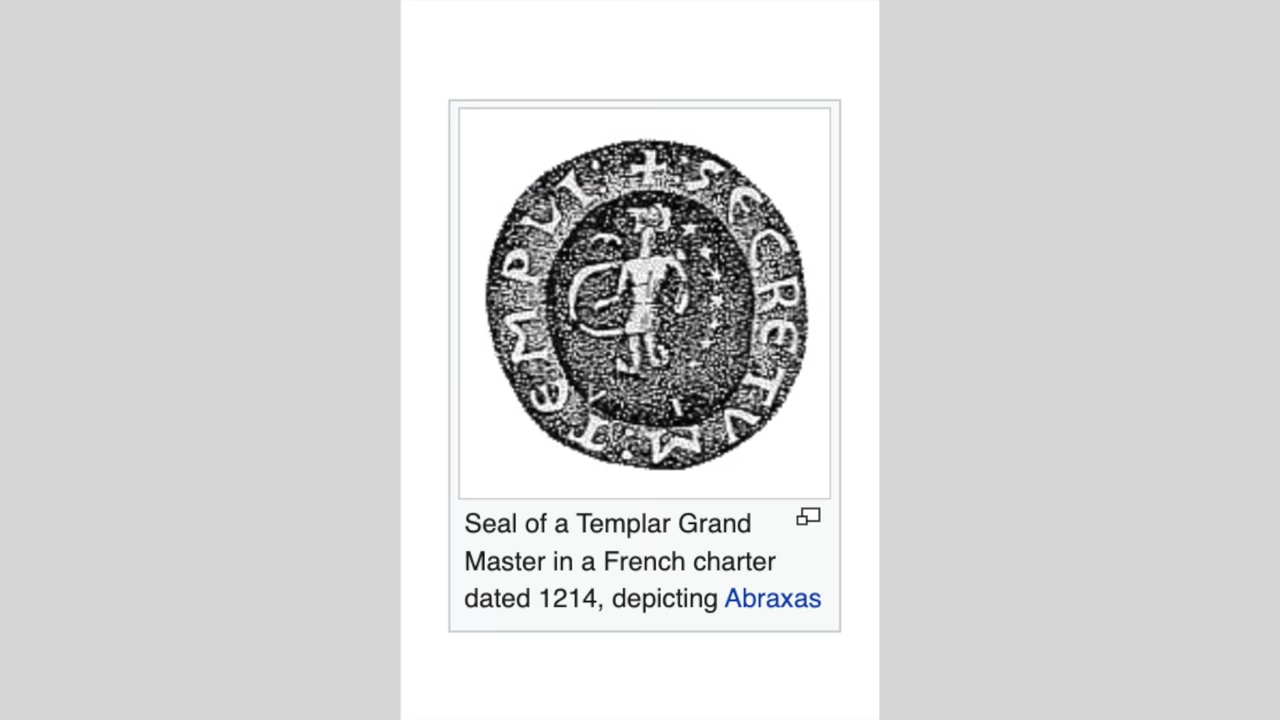 + SECRETVM : TEMPLI
Seal of a Templar Grand
Master in a French charter
dated 1214, depicting Abraxas